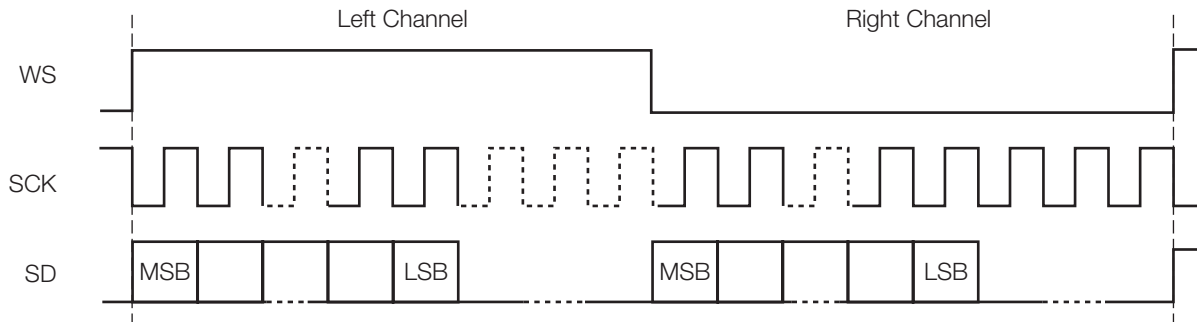 Left Channel Right Channel
WS
SCK
SD MSB LSB MSB LSB